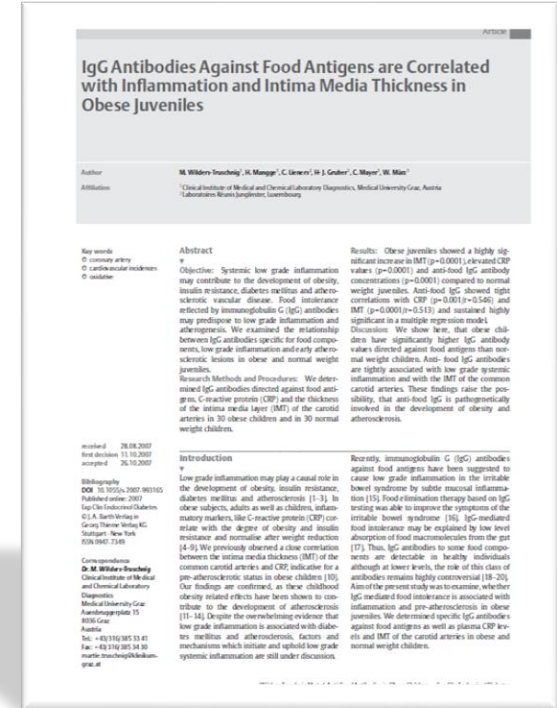 Article
IgG Antibodies Against Food Antigens are Correlated
with Inflammation and Intima Media Thickness in
Obese Juveniles
Author
M. Wilders-Truschnig¹, H. Mangge¹, C. Lieners², H.-J. Gruber¹, C. Mayer¹, W. März¹
Affiliation
¹ Clinical Institute of Medical and Chemical Laboratory Diagnostics, Medical University Graz, Austria
² Laboratoires Réunis Junglinster, Luxembourg
Key words
coronary artery
cardiovascular incidences
oxidative
received 28.08.2007
first decision 11.10.2007
accepted 26.10.2007
Bibliography
DOI 10.1055/s-2007-993165
Published online: 2007
Exp Clin Endocrinol Diabetes
© J. A. Barth Verlag in
Georg Thieme Verlag KG
Stuttgart · New York
ISSN 0947-7349
Correspondence
Dr. M. Wilders-Truschnig
Clinical Institute of Medical
and Chemical Laboratory
Diagnostics
Medical University Graz
Auenbruggerplatz 15
8036 Graz
Austria
Tel.: +43/316/385 33 41
Fax: +43/316/385 34 30
martie.truschnig@klinikum-
graz.at
Abstract
Objective: Systemic low grade inflammation
may contribute to the development of obesity,
insulin resistance, diabetes mellitus and athero-
sclerotic vascular disease. Food intolerance
reflected by immunoglobulin G (IgG) antibodies
may predispose to low grade inflammation and
atherogenesis. We examined the relationship
between IgG antibodies specific for food compo-
nents, low grade inflammation and early athero-
sclerotic lesions in obese and normal weight
juveniles.
Research Methods and Procedures: We deter-
mined IgG antibodies directed against food anti-
gens, C-reactive protein (CRP) and the thickness
of the intima media layer (IMT) of the carotid
arteries in 30 obese children and in 30 normal
weight children.
Results: Obese juveniles showed a highly sig-
nificant increase in IMT (p=0.0001), elevated CRP
values (p=0.0001) and anti-food IgG antibody
concentrations (p=0.0001) compared to normal
weight juveniles. Anti-food IgG showed tight
correlations with CRP (p=0.001/r=0.546) and
IMT (p=0.0001/r=0.513) and sustained highly
significant in a multiple regression model.
Discussion: We show here, that obese chil-
dren have significantly higher IgG antibody
values directed against food antigens than nor-
mal weight children. Anti- food IgG antibodies
are tightly associated with low grade systemic
inflammation and with the IMT of the common
carotid arteries. These findings raise the pos-
sibility, that anti-food IgG is pathogenetically
involved in the development of obesity and
atherosclerosis.
Introduction
Low grade inflammation may play a causal role in
the development of obesity, insulin resistance,
diabetes mellitus and atherosclerosis [1–3]. In
obese subjects, adults as well as children, inflam-
matory markers, like C-reactive protein (CRP) cor-
relate with the degree of obesity and insulin
resistance and normalise after weight reduction
[4–9]. We previously observed a close correlation
between the intima media thickness (IMT) of the
common carotid arteries and CRP, indicative for a
pre-atherosclerotic status in obese children [10].
Our findings are confirmed, as these childhood
obesity related effects have been shown to con-
tribute to the development of atherosclerosis
[11–14]. Despite the overwhelming evidence that
low grade inflammation is associated with diabe-
tes mellitus and atherosclerosis, factors and
mechanisms which initiate and uphold low grade
systemic inflammation are still under discussion.
Recently, immunoglobulin G (IgG) antibodies
against food antigens have been suggested to
cause low grade inflammation in the irritable
bowel syndrome by subtle mucosal inflamma-
tion [15]. Food elimination therapy based on IgG
testing was able to improve the symptoms of the
irritable bowel syndrome [16]. IgG-mediated
food intolerance may be explained by low level
absorption of food macromolecules from the gut
[17]. Thus, IgG antibodies to some food compo-
nents are detectable in healthy individuals
although at lower levels, the role of this class of
antibodies remains highly controversial [18–20].
Aim of the present study was to examine, whether
IgG mediated food intolerance is associated with
inflammation and pre-atherosclerosis in obese
juveniles. We determined specific IgG antibodies
against food antigens as well as plasma CRP lev-
els and IMT of the carotid arteries in obese and
normal weight children.